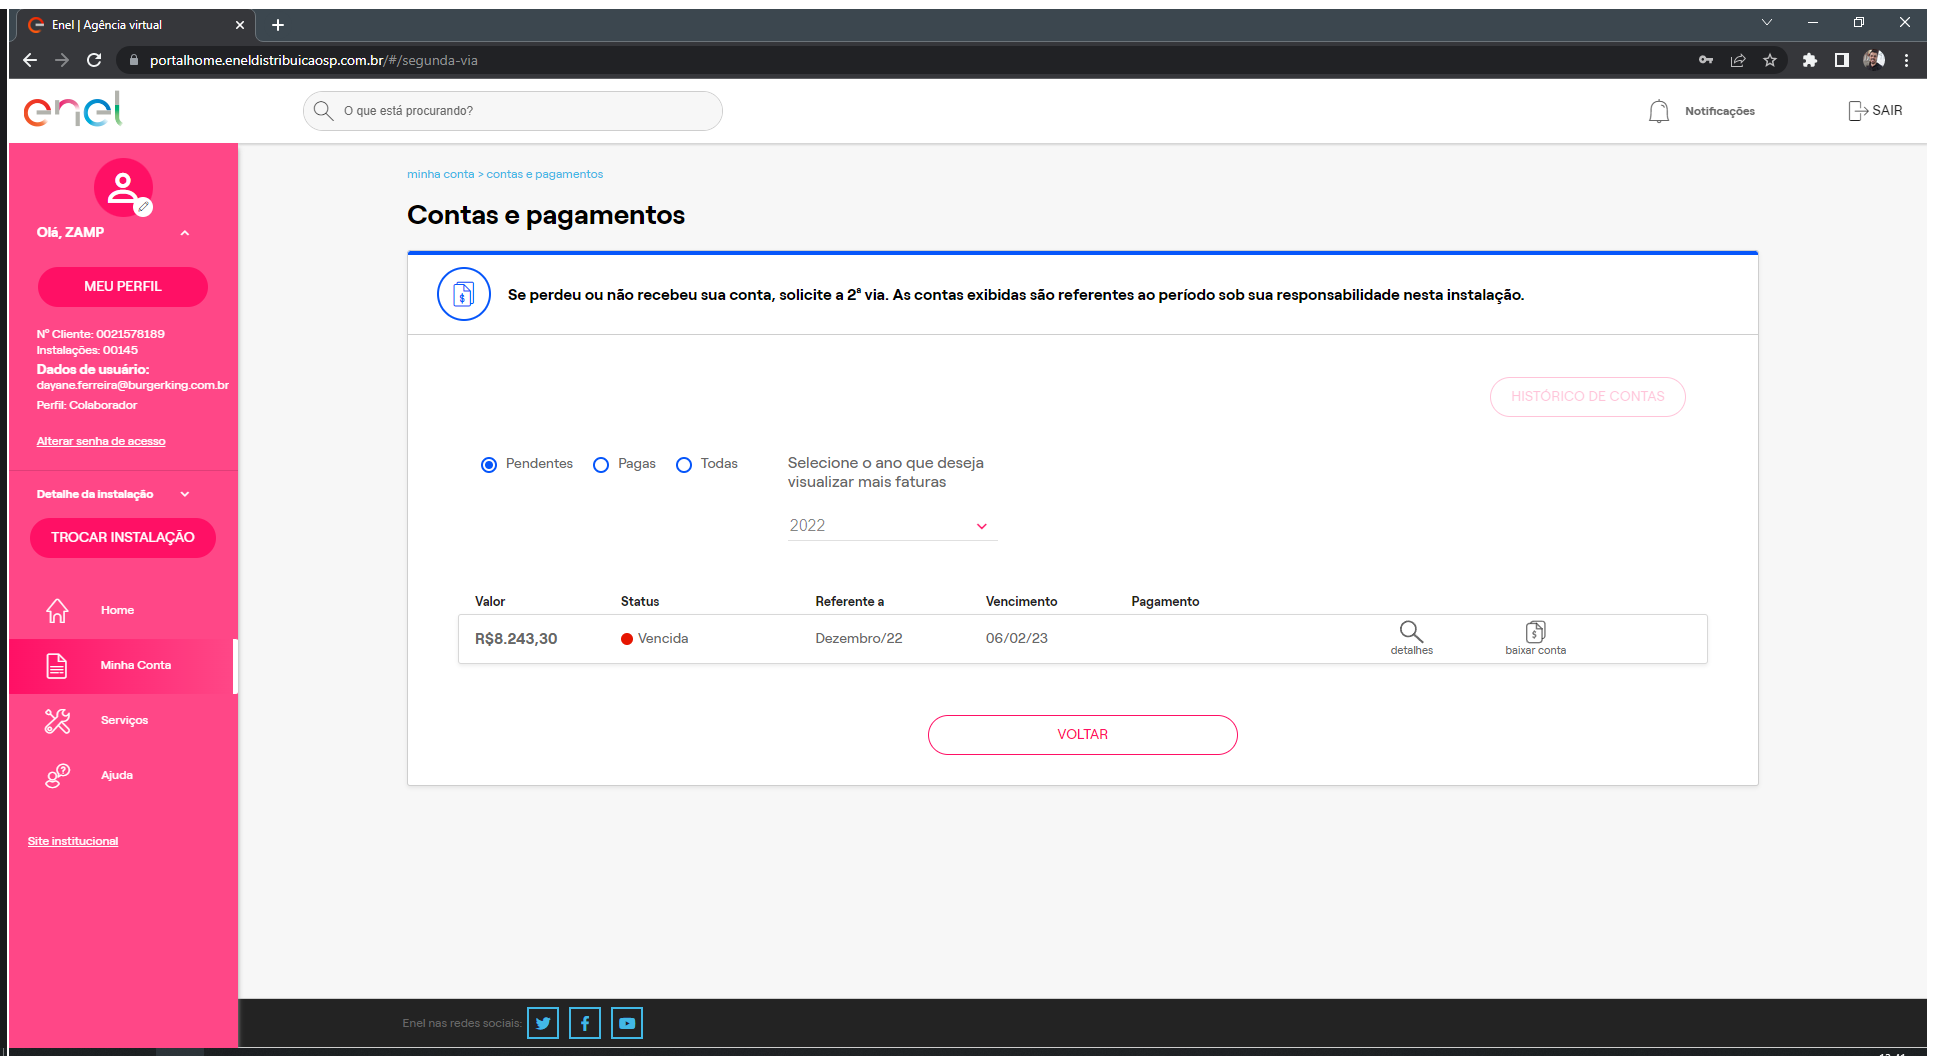 Enel | Agência virtual
portalhome.eneldistribuicaosp.com.br/#/segunda-via
enel
O que está procurando?
Notificações
SAIR
Olá, ZAMP
MEU PERFIL
Nº Cliente: 0021578189
Instalações: 00145
Dados de usuário:
dayane.ferreira@burgerking.com.br
Perfil: Colaborador
Alterar senha de acesso
Detalhe da instalação
TROCAR INSTALAÇÃO
Home
Minha Conta
Serviços
Ajuda
Site institucional
minha conta > contas e pagamentos
Contas e pagamentos
Se perdeu ou não recebeu sua conta, solicite a 2ª via. As contas exibidas são referentes ao período sob sua responsabilidade nesta instalação.
HISTÓRICO DE CONTAS
Pendentes Pagas Todas
Selecione o ano que deseja
visualizar mais faturas
2022
Valor Status Referente a Vencimento Pagamento
R$8.243,30 Vencida Dezembro/22 06/02/23
detalhes baixar conta
VOLTAR
Enel nas redes sociais: